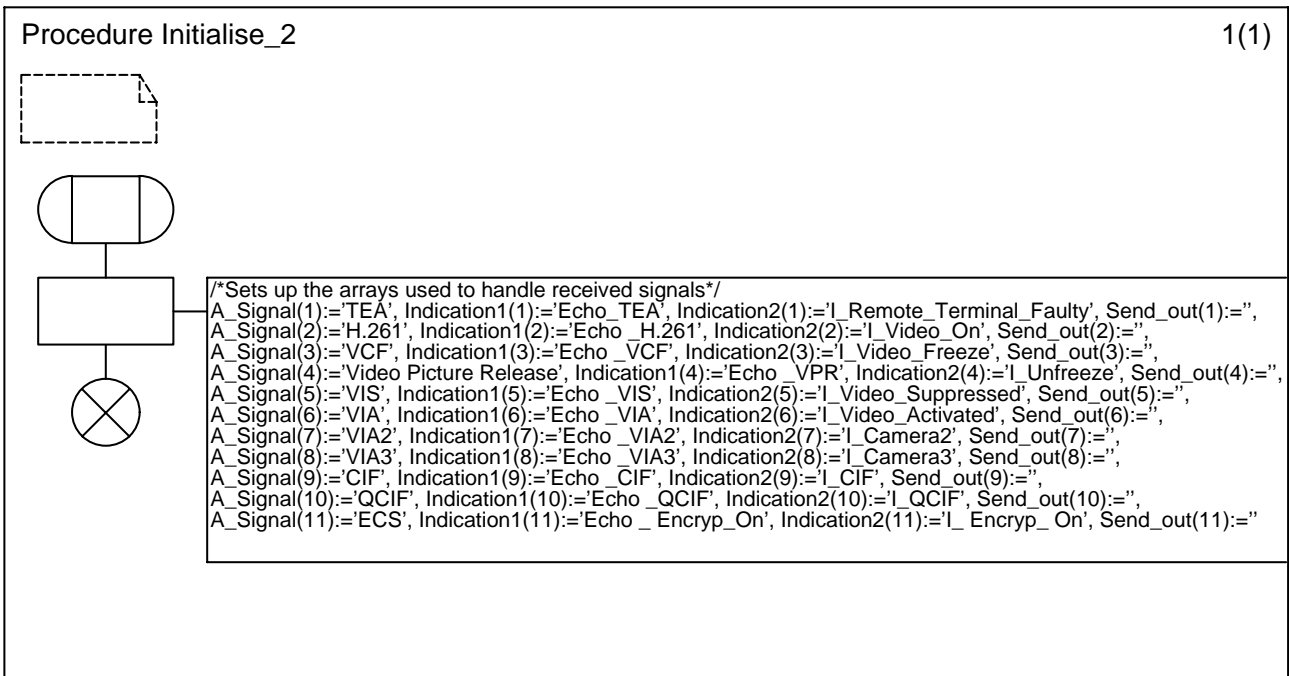 Procedure Initialise_2
1(1)
/*Sets up the arrays used to handle received signals*/
A_Signal(1):='TEA', Indication1(1):='Echo_TEA', Indication2(1):='I_Remote_Terminal_Faulty', Send_out(1):='',
A_Signal(2):='H.261', Indication1(2):='Echo _H.261', Indication2(2):='I_Video_On', Send_out(2):='',
A_Signal(3):='VCF', Indication1(3):='Echo _VCF', Indication2(3):='I_Video_Freeze', Send_out(3):='',
A_Signal(4):='Video Picture Release', Indication1(4):='Echo _VPR', Indication2(4):='I_Unfreeze', Send_out(4):='',
A_Signal(5):='VIS', Indication1(5):='Echo _VIS', Indication2(5):='I_Video_Suppressed', Send_out(5):='',
A_Signal(6):='VIA', Indication1(6):='Echo _VIA', Indication2(6):='I_Video_Activated', Send_out(6):='',
A_Signal(7):='VIA2', Indication1(7):='Echo _VIA2', Indication2(7):='I_Camera2', Send_out(7):='',
A_Signal(8):='VIA3', Indication1(8):='Echo _VIA3', Indication2(8):='I_Camera3', Send_out(8):='',
A_Signal(9):='CIF', Indication1(9):='Echo _CIF', Indication2(9):='I_CIF', Send_out(9):='',
A_Signal(10):='QCIF', Indication1(10):='Echo _QCIF', Indication2(10):='I_QCIF', Send_out(10):='',
A_Signal(11):='ECS', Indication1(11):='Echo _ Encryp_On', Indication2(11):='I_ Encryp_ On', Send_out(11):=''